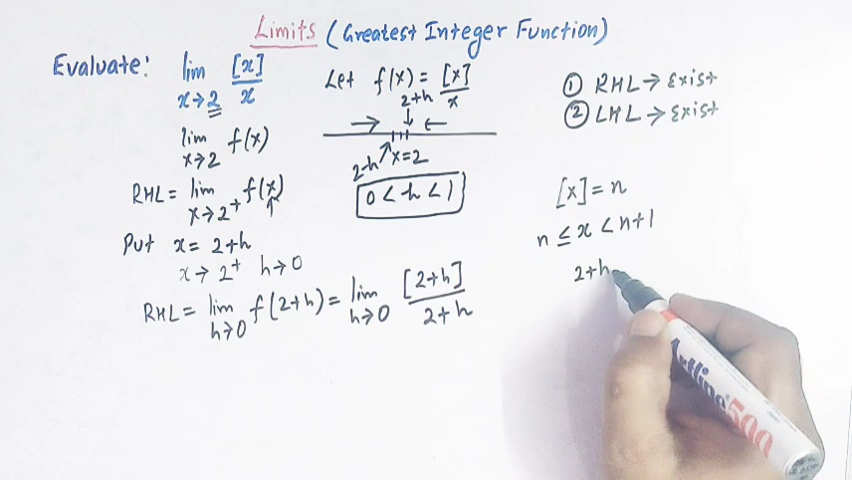 Limits (Greatest Integer Function)
Evaluate: lim x→2 [x]/x
Let f(x) = [x]/x
lim x→2 f(x)
2+h
2-h x=2
0 < h < 1
RHL = lim x→2+ f(x)
Put x = 2+h
x→2+ h→0
RHL = lim h→0 f(2+h) = lim h→0 [2+h]/2+h
① RHL → Exist
② LHL → Exist
[x] = n
n ≤ x < n+1
2+h
Artline 500